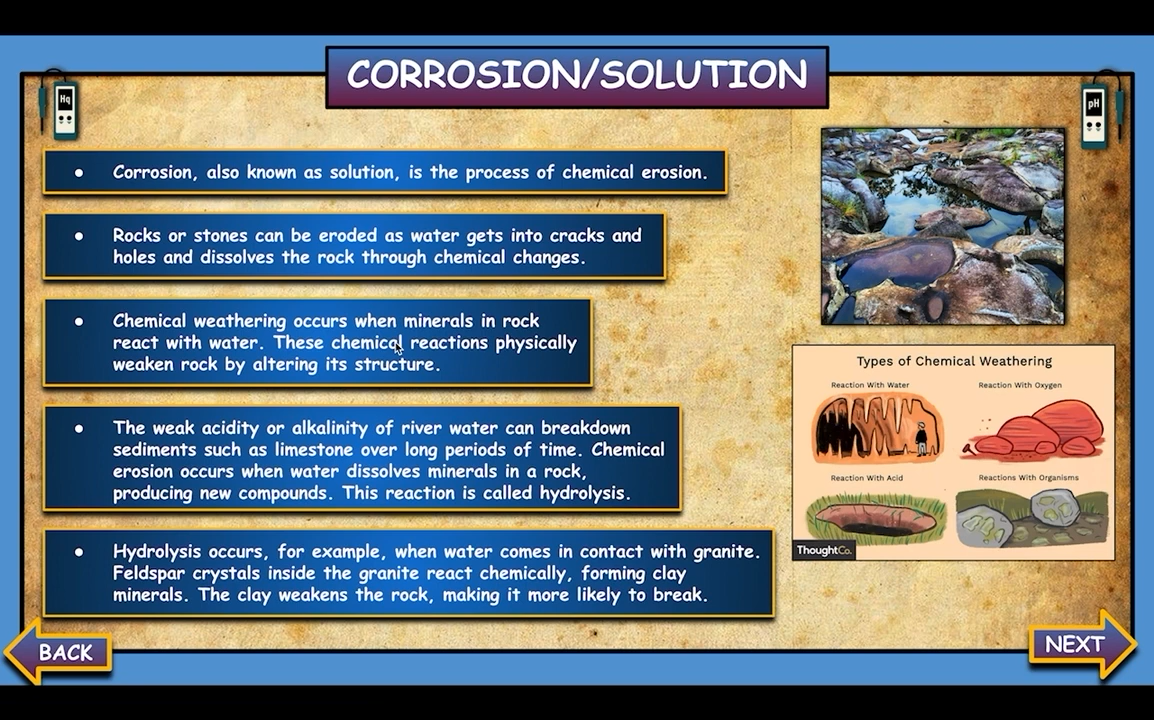 CORROSION/SOLUTION
Hq
pH
• Corrosion, also known as solution, is the process of chemical erosion.
• Rocks or stones can be eroded as water gets into cracks and
holes and dissolves the rock through chemical changes.
• Chemical weathering occurs when minerals in rock
react with water. These chemical reactions physically
weaken rock by altering its structure.
• The weak acidity or alkalinity of river water can breakdown
sediments such as limestone over long periods of time. Chemical
erosion occurs when water dissolves minerals in a rock,
producing new compounds. This reaction is called hydrolysis.
• Hydrolysis occurs, for example, when water comes in contact with granite.
Feldspar crystals inside the granite react chemically, forming clay
minerals. The clay weakens the rock, making it more likely to break.
Types of Chemical Weathering
Reaction With Water
Reaction With Oxygen
Reaction With Acid
Reactions With Organisms
ThoughtCo.
BACK
NEXT